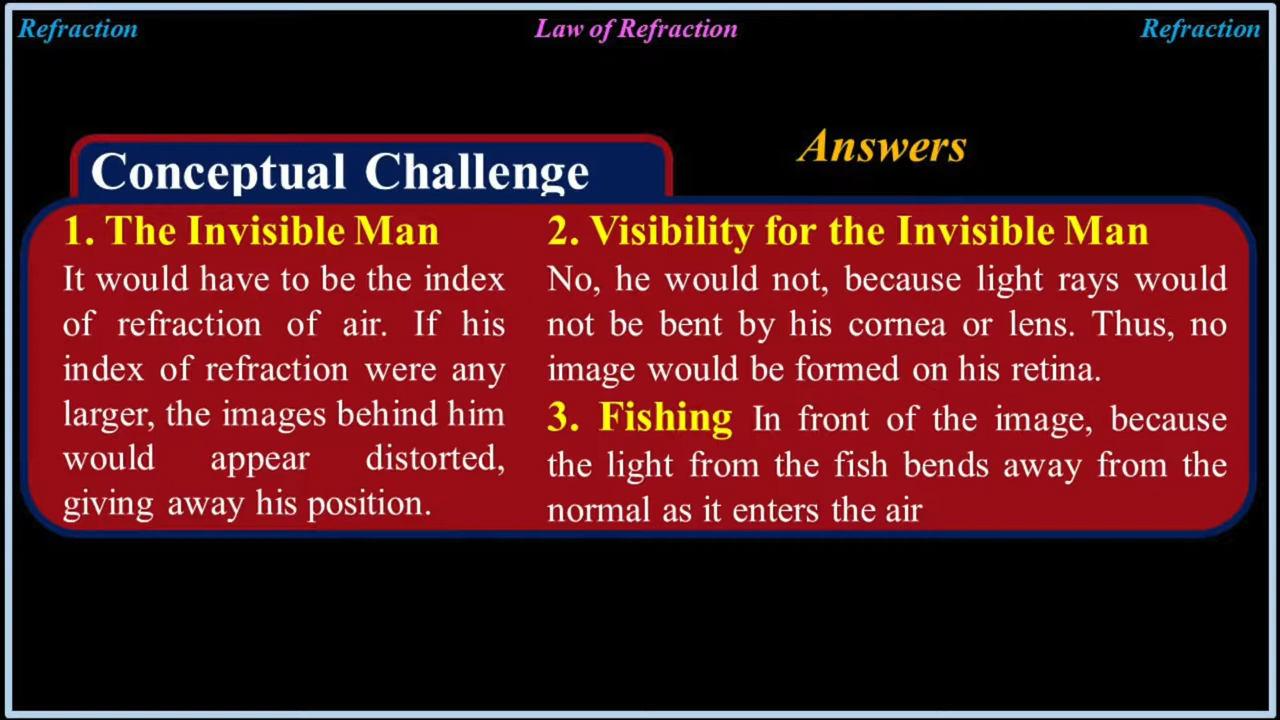 Refraction
Law of Refraction
Refraction
Answers
Conceptual Challenge
1. The Invisible Man
It would have to be the index
of refraction of air. If his
index of refraction were any
larger, the images behind him
would appear distorted,
giving away his position.
2. Visibility for the Invisible Man
No, he would not, because light rays would
not be bent by his cornea or lens. Thus, no
image would be formed on his retina.
3. Fishing In front of the image, because
the light from the fish bends away from the
normal as it enters the air